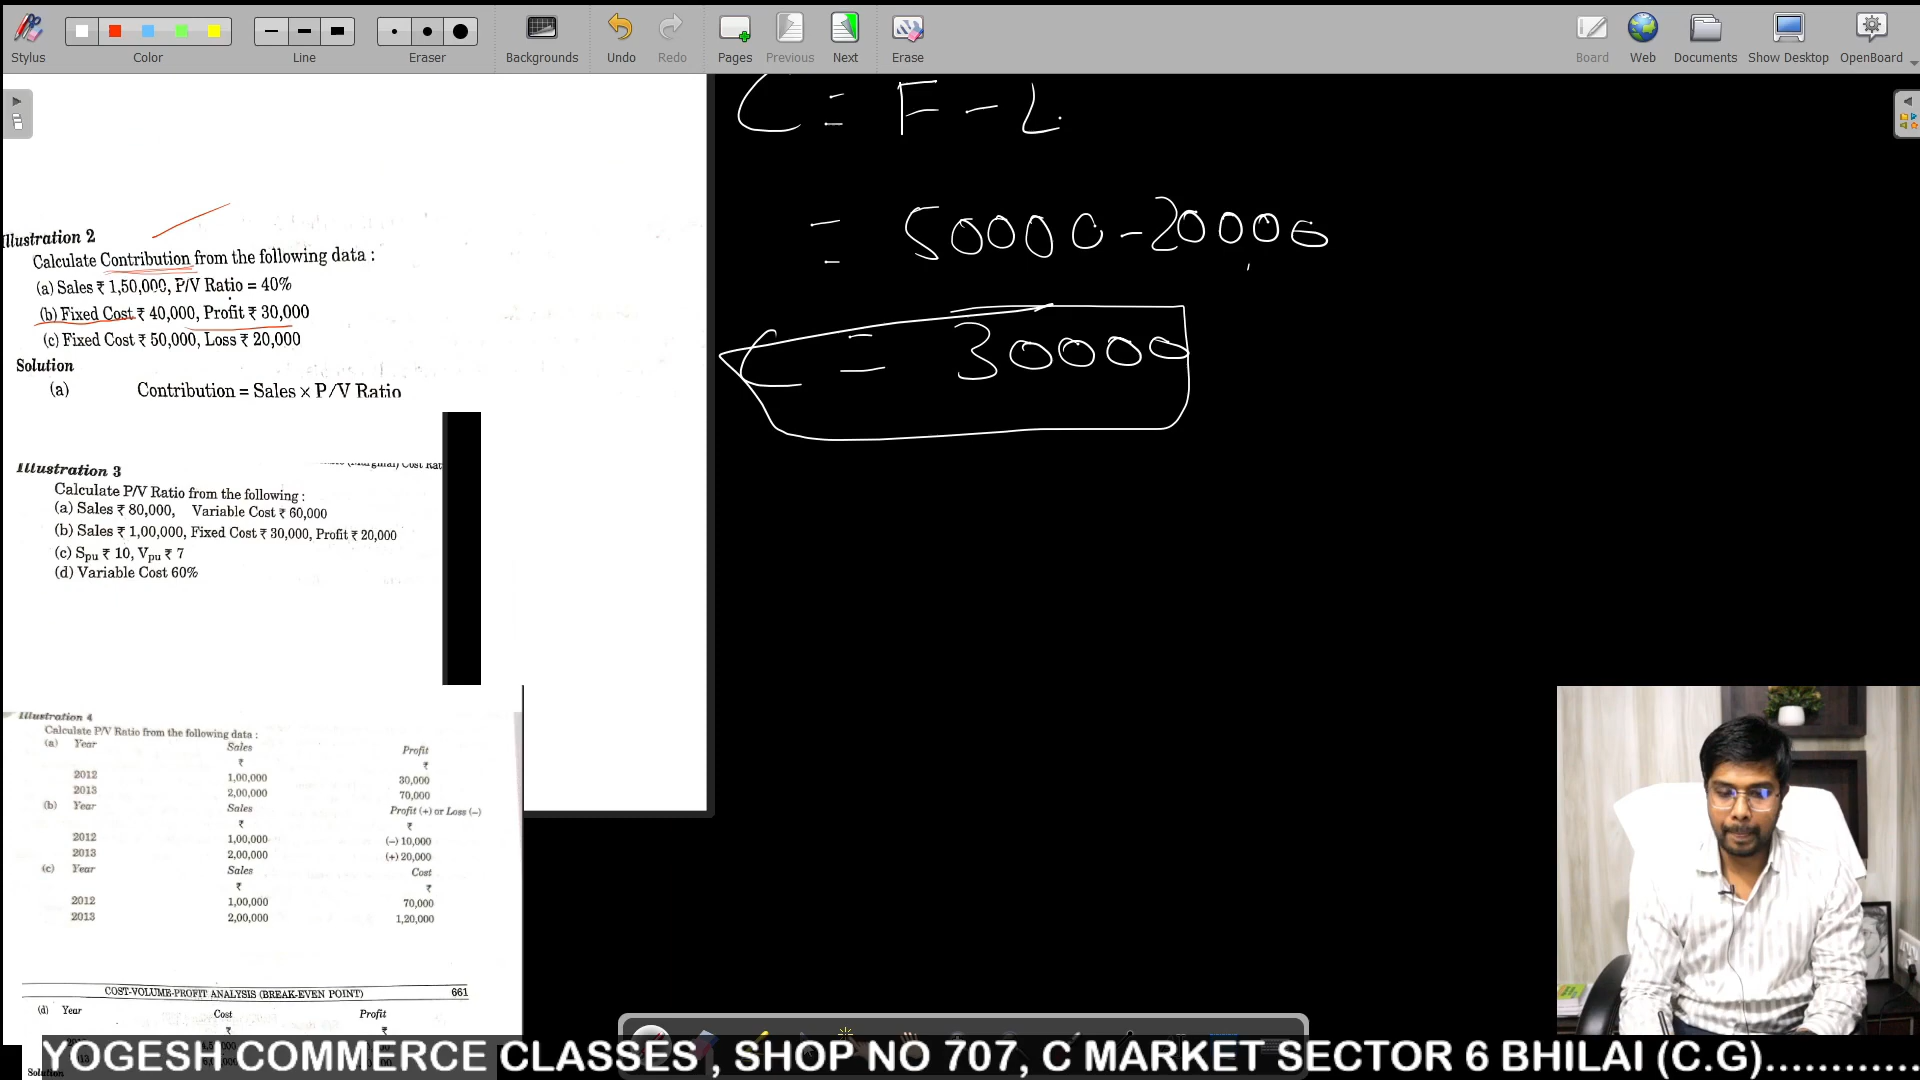 Stylus
Color
Line
Eraser
Backgrounds
Undo
Redo
Pages
Previous
Next
Erase
Board
Web
Documents
Show Desktop
OpenBoard
Illustration 2
Calculate Contribution from the following data :
(a) Sales ₹ 1,50,000, P/V Ratio = 40%
(b) Fixed Cost ₹ 40,000, Profit ₹ 30,000
(c) Fixed Cost ₹ 50,000, Loss ₹ 20,000
Solution
(a) Contribution = Sales × P/V Ratio
Illustration 3
Calculate P/V Ratio from the following :
(a) Sales ₹ 80,000, Variable Cost ₹ 60,000
(b) Sales ₹ 1,00,000, Fixed Cost ₹ 30,000, Profit ₹ 20,000
(c) Spu ₹ 10, Vpu ₹ 7
(d) Variable Cost 60%
Illustration 4
Calculate P/V Ratio from the following data :
(a) Year Sales Profit
₹ ₹
2012 1,00,000 30,000
2013 2,00,000 70,000
(b) Year Sales Profit (+) or Loss (–)
₹ ₹
2012 1,00,000 (–) 10,000
2013 2,00,000 (+) 20,000
(c) Year Sales Cost
₹ ₹
2012 1,00,000 70,000
2013 2,00,000 1,20,000
COST-VOLUME-PROFIT ANALYSIS (BREAK-EVEN POINT) 661
(d) Year Cost Profit
₹ ₹
Solution
C = F - L
= 50000 - 20000
C = 30000
YOGESH COMMERCE CLASSES , SHOP NO 707, C MARKET SECTOR 6 BHILAI (C.G)............